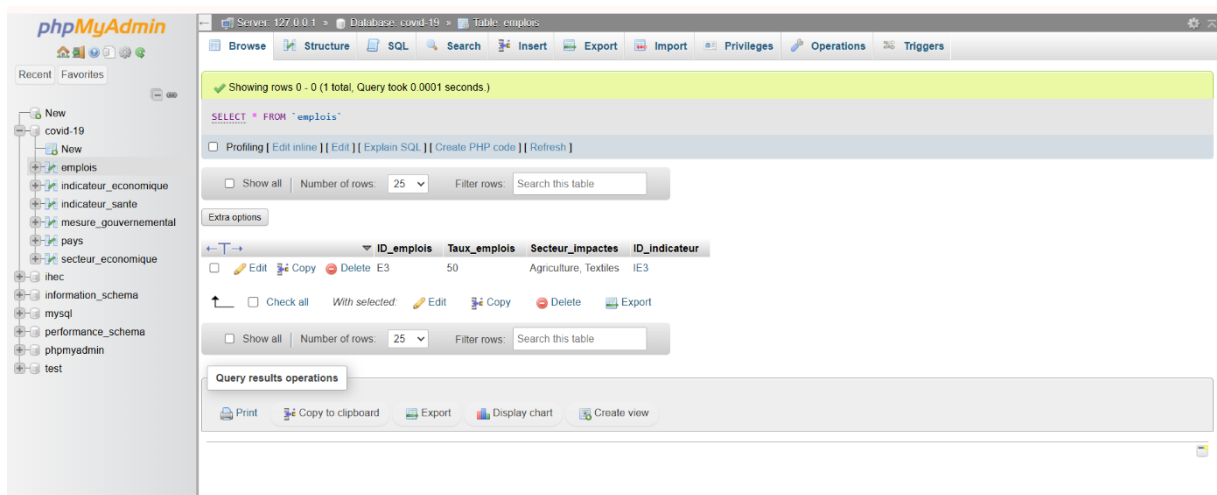 phpMyAdmin
Recent Favorites
New
covid-19
New
emplois
indicateur_economique
indicateur_sante
mesure_gouvernemental
pays
secteur_economique
ihec
information_schema
mysql
performance_schema
phpmyadmin
test
Server: 127.0.0.1 » Database: covid-19 » Table: emplois
Browse Structure SQL Search Insert Export Import Privileges Operations Triggers
Showing rows 0 - 0 (1 total, Query took 0.0001 seconds.)
SELECT * FROM `emplois`
Profiling [ Edit inline ] [ Edit ] [ Explain SQL ] [ Create PHP code ] [ Refresh ]
Show all | Number of rows: 25 Filter rows: Search this table
Extra options
←T→ ID_emplois Taux_emplois Secteur_impactes ID_indicateur
Edit Copy Delete E3 50 Agriculture, Textiles IE3
Check all With selected: Edit Copy Delete Export
Show all | Number of rows: 25 Filter rows: Search this table
Query results operations
Print Copy to clipboard Export Display chart Create view